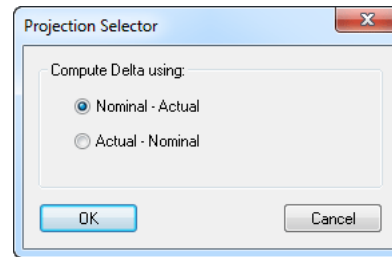 Projection Selector
Compute Delta using:
Nominal - Actual
Actual - Nominal
OK
Cancel